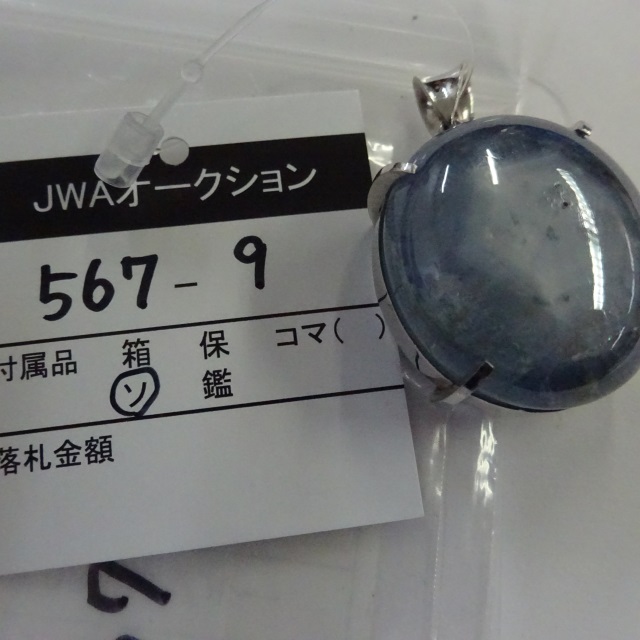 JWAオークション
567-9
付属品 箱 保 コマ( )
ソ 鑑
落札金額